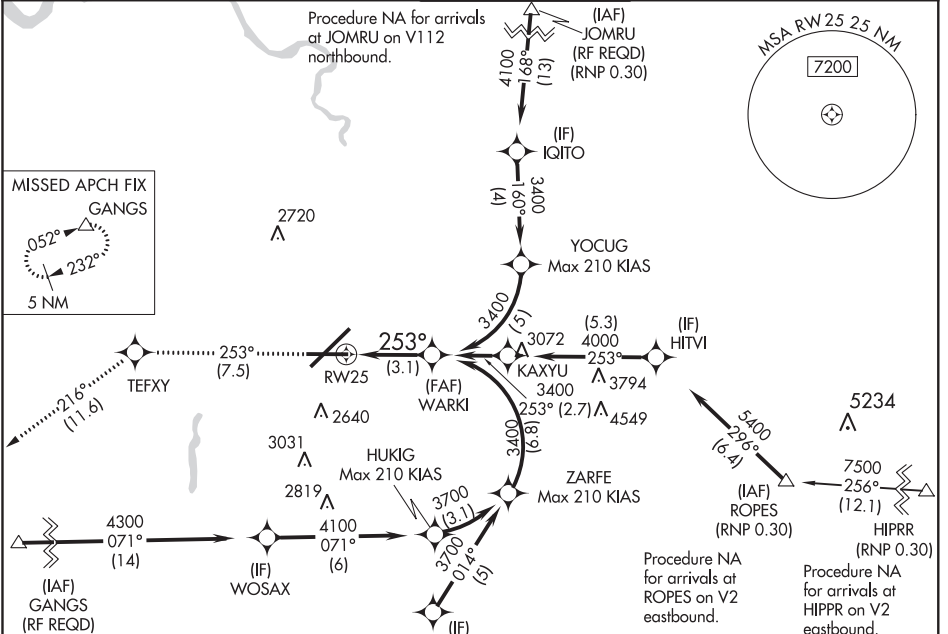 Procedure NA for arrivals
at JOMRU on V112
northbound.
(IAF)
JOMRU
(RF REQD)
(RNP 0.30)
4100
168°
(13)
MSA RW 25 25 NM
7200
(IF)
IQITO
3400
160°
(4)
MISSED APCH FIX
GANGS
052°
232°
5 NM
2720
YOCUG
Max 210 KIAS
3400
(5)
(5.3)
4000
253°
(IF)
HITVI
3072
KAXYU
253°
(3.1)
253°
(7.5)
TEFXY
RW25
(FAF)
WARKI
3400
253° (2.7)
3794
4549
5234
216°
(11.6)
2640
3031
2819
HUKIG
Max 210 KIAS
3400
(6.8)
5400
296°
(6.4)
ZARFE
Max 210 KIAS
(IAF)
ROPES
(RNP 0.30)
7500
256°
(12.1)
HIPRR
(RNP 0.30)
3700
(3.1)
4300
071°
(14)
4100
071°
(6)
3700
014°
(5)
(IAF)
GANGS
(RF REQD)
(IF)
WOSAX
(IF)
Procedure NA
for arrivals at
ROPES on V2
eastbound.
Procedure NA
for arrivals at
HIPPR on V2
eastbound.